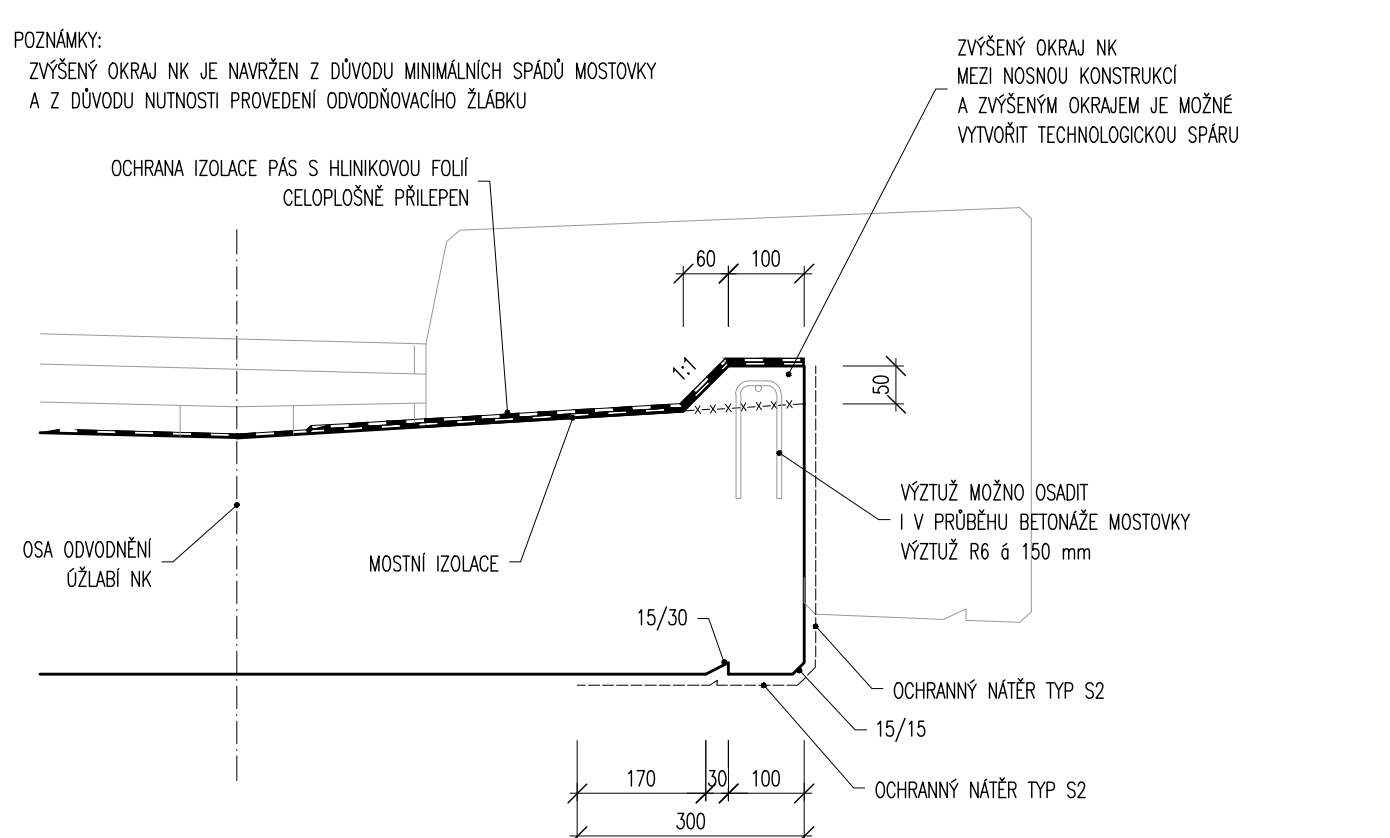 POZNÁMKY:
ZVÝŠENÝ OKRAJ NK JE NAVRŽEN Z DŮVODU MINIMÁLNÍCH SPÁDŮ MOSTOVKY
A Z DŮVODU NUTNOSTI PROVEDENÍ ODVODŇOVACÍHO ŽLÁBKU
ZVÝŠENÝ OKRAJ NK
MEZI NOSNOU KONSTRUKCÍ
A ZVÝŠENÝM OKRAJEM JE MOŽNÉ
VYTVOŘIT TECHNOLOGICKOU SPÁRU
OCHRANA IZOLACE PÁS S HLINIKOVOU FOLIÍ
CELOPLOŠNĚ PŘILEPEN
60
100
1:1
50
VÝZTUŽ MOŽNO OSADIT
I V PRŮBĚHU BETONÁŽE MOSTOVKY
VÝZTUŽ R6 á 150 mm
OSA ODVODNĚNÍ
ÚŽLABÍ NK
MOSTNÍ IZOLACE
15/30
OCHRANNÝ NÁTĚR TYP S2
15/15
OCHRANNÝ NÁTĚR TYP S2
170
30
100
300